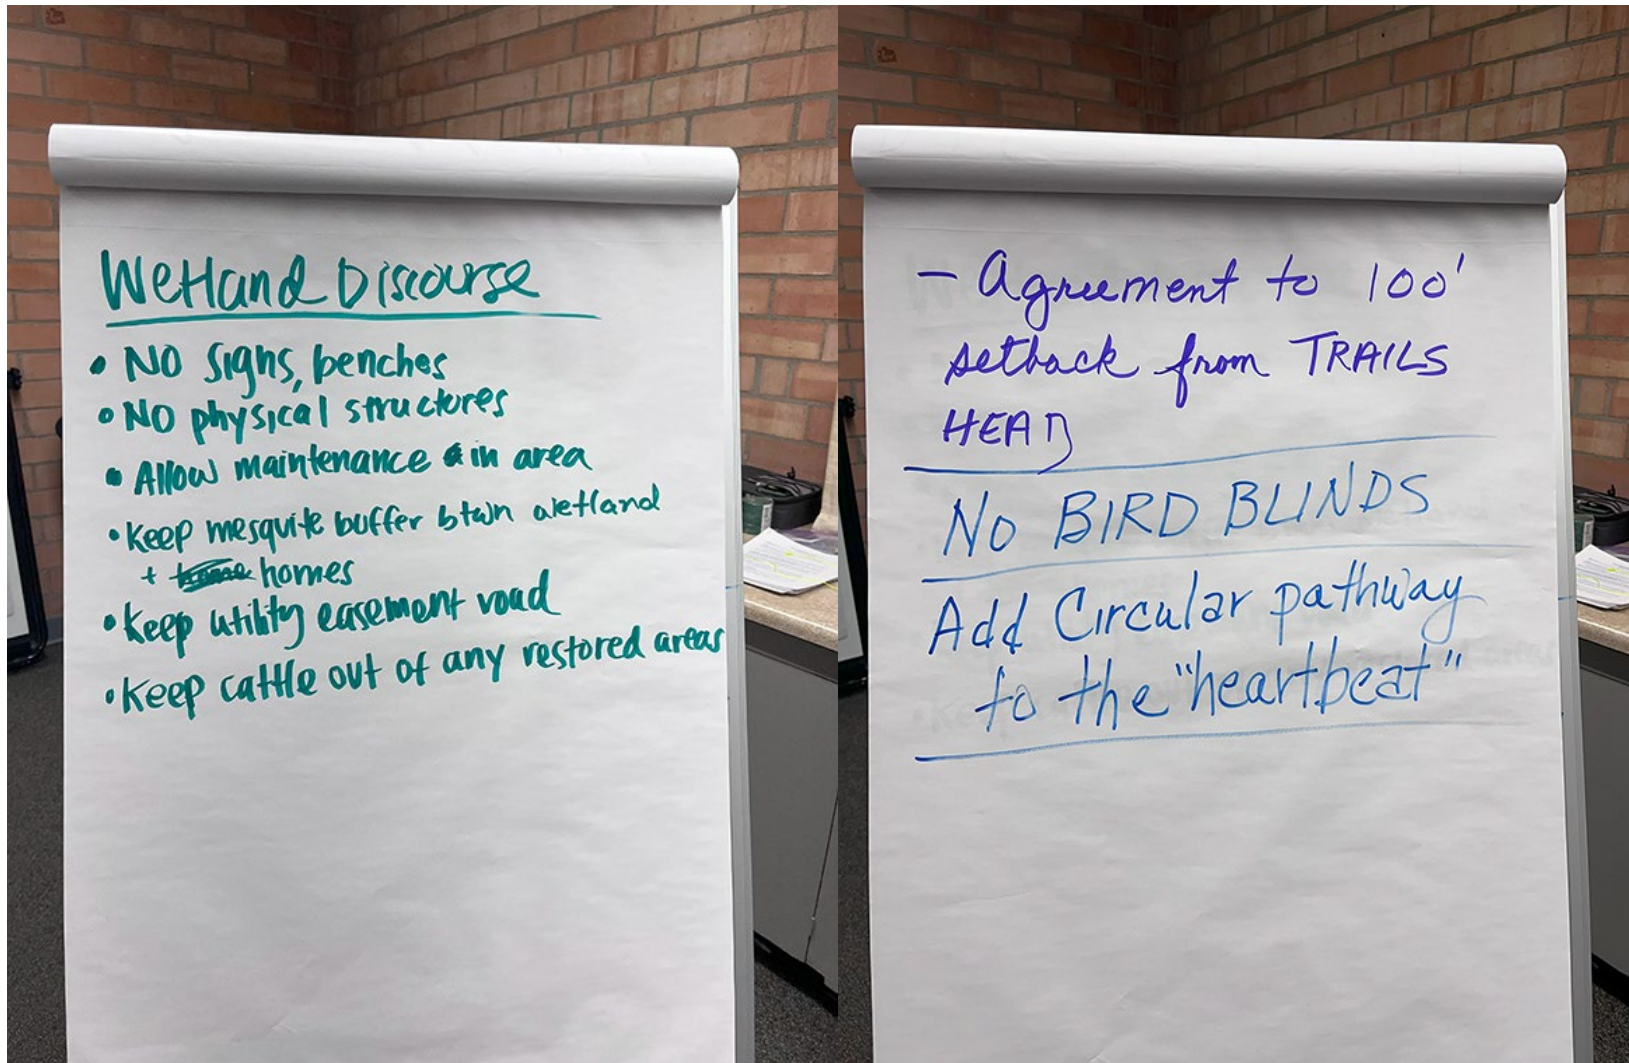 Wetland Discourse
• NO signs, benches
• NO physical structures
• Allow maintenance in area
• Keep mesquite buffer btwn wetland
+ homes
• Keep utility easement road
• Keep cattle out of any restored areas
- Agreement to 100'
setback from TRAILS
HEAD
No BIRD BLINDS
Add Circular pathway
to the "heartbeat"